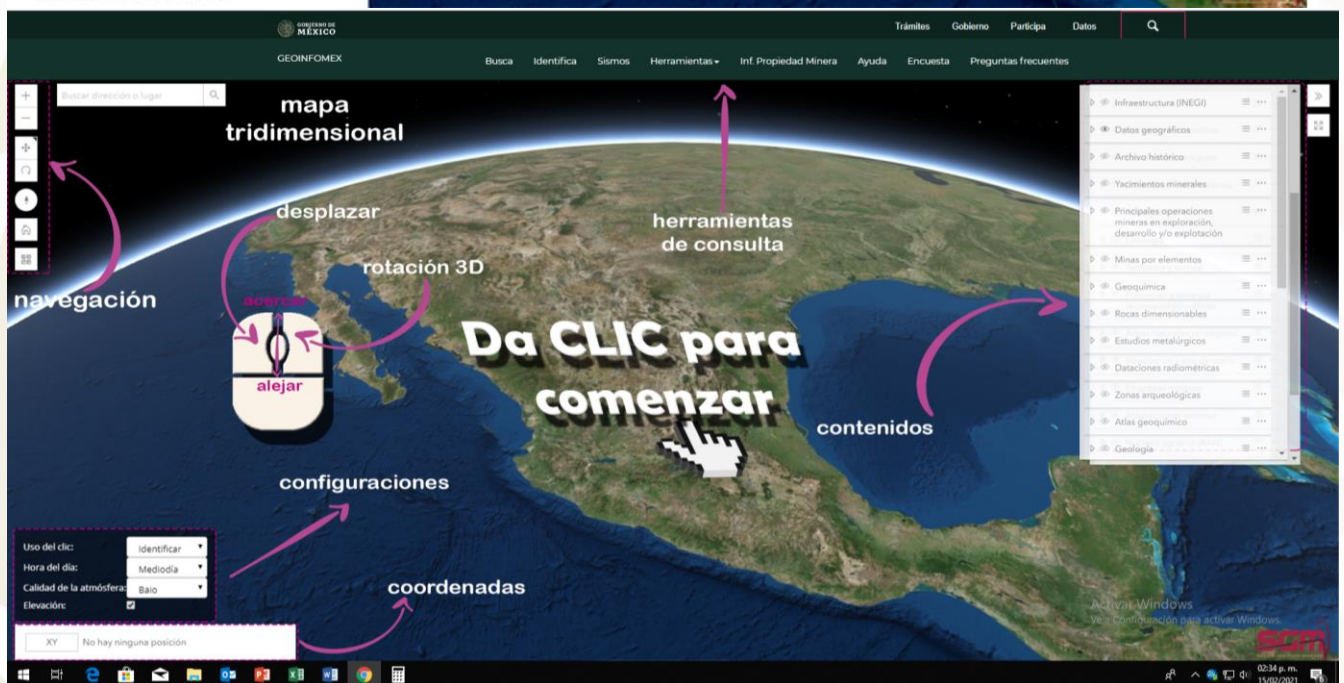 GOBIERNO DE
MÉXICO
Trámites Gobierno Participa Datos
GEOINFOMEX
Busca Identifica Sismos Herramientas Inf. Propiedad Minera Ayuda Encuesta Preguntas frecuentes
Buscar dirección o lugar
mapa
tridimensional
desplazar
rotación 3D
herramientas
de consulta
navegación
acercar
alejar
Da CLIC para
comenzar
contenidos
Infraestructura (INEGI)
Datos geográficos
Archivo histórico
Yacimientos minerales
Principales operaciones
mineras en exploración,
desarrollo y/o explotación
Minas por elementos
Geoquímica
Rocas dimensionables
Estudios metalúrgicos
Dataciones radiométricas
Zonas arqueológicas
Atlas geoquímico
Geología
configuraciones
Uso del clic: Identificar
Hora del día: Mediodía
Calidad de la atmósfera: Bajo
Elevación:
coordenadas
XY No hay ninguna posición
Activar Windows
Ve a Configuración para activar Windows.
SGM
02:34 p. m.
15/02/2021